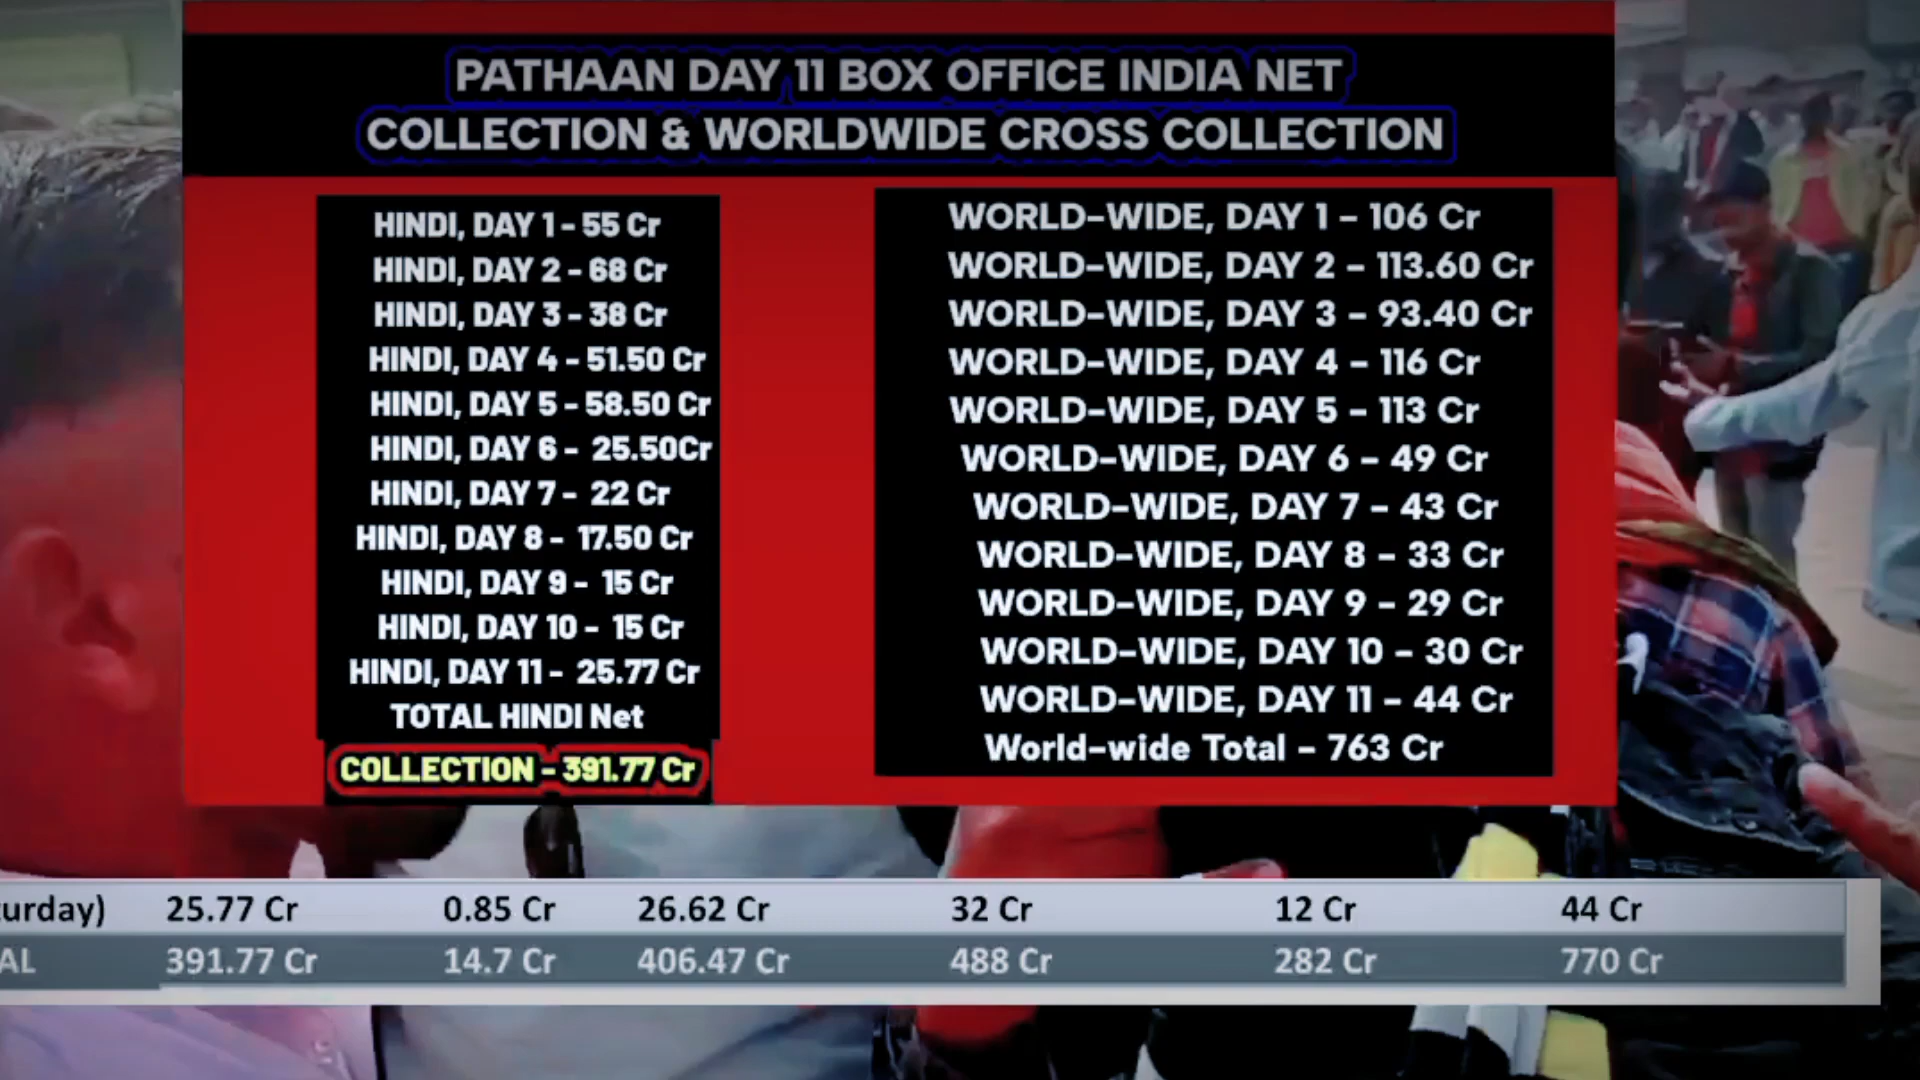 PATHAAN DAY 11 BOX OFFICE INDIA NET
COLLECTION & WORLDWIDE CROSS COLLECTION
HINDI, DAY 1 - 55 Cr
HINDI, DAY 2 - 68 Cr
HINDI, DAY 3 - 38 Cr
HINDI, DAY 4 - 51.50 Cr
HINDI, DAY 5 - 58.50 Cr
HINDI, DAY 6 - 25.50Cr
HINDI, DAY 7 - 22 Cr
HINDI, DAY 8 - 17.50 Cr
HINDI, DAY 9 - 15 Cr
HINDI, DAY 10 - 15 Cr
HINDI, DAY 11 - 25.77 Cr
TOTAL HINDI Net
COLLECTION - 391.77 Cr
WORLD-WIDE, DAY 1 - 106 Cr
WORLD-WIDE, DAY 2 - 113.60 Cr
WORLD-WIDE, DAY 3 - 93.40 Cr
WORLD-WIDE, DAY 4 - 116 Cr
WORLD-WIDE, DAY 5 - 113 Cr
WORLD-WIDE, DAY 6 - 49 Cr
WORLD-WIDE, DAY 7 - 43 Cr
WORLD-WIDE, DAY 8 - 33 Cr
WORLD-WIDE, DAY 9 - 29 Cr
WORLD-WIDE, DAY 10 - 30 Cr
WORLD-WIDE, DAY 11 - 44 Cr
World-wide Total - 763 Cr
turday) 25.77 Cr 0.85 Cr 26.62 Cr 32 Cr 12 Cr 44 Cr
AL 391.77 Cr 14.7 Cr 406.47 Cr 488 Cr 282 Cr 770 Cr